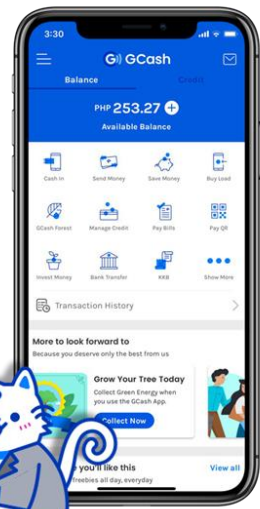 3:30
GCash
Balance Credit
PHP 253.27
Available Balance
Cash In Send Money Save Money Buy Load
GCash Forest Manage Credit Pay Bills Pay QR
Invest Money Bank Transfer KKB Show More
Transaction History
More to look forward to
Because you deserve only the best from us
Grow Your Tree Today
Collect Green Energy when
you use the GCash App.
Collect Now
you'll like this View all
freebies all day, everyday